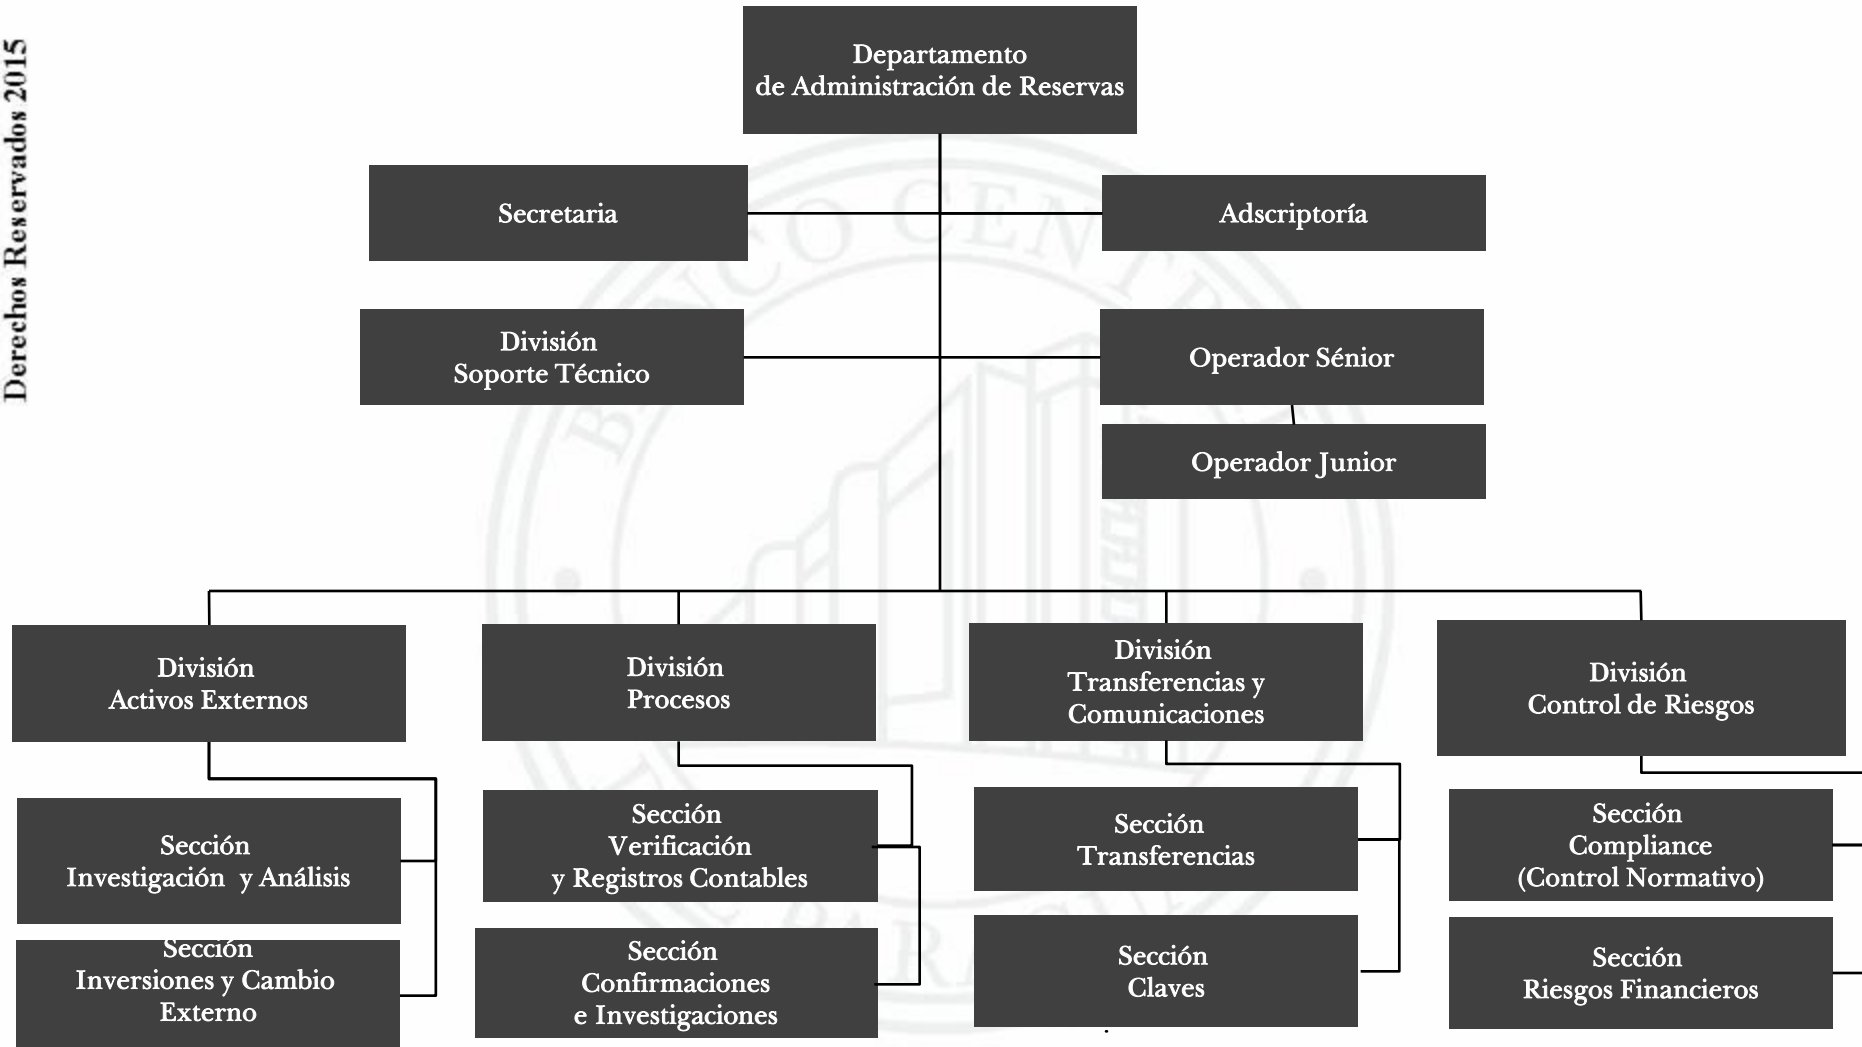 Derechos Reservados 2015
Departamento
de Administración de Reservas
Secretaria
Adscriptoría
División
Soporte Técnico
Operador Sénior
Operador Junior
División
Activos Externos
División
Procesos
División
Transferencias y
Comunicaciones
División
Control de Riesgos
Sección
Investigación y Análisis
Sección
Inversiones y Cambio
Externo
Sección
Verificación
y Registros Contables
Sección
Confirmaciones
e Investigaciones
Sección
Transferencias
Sección
Claves
Sección
Compliance
(Control Normativo)
Sección
Riesgos Financieros